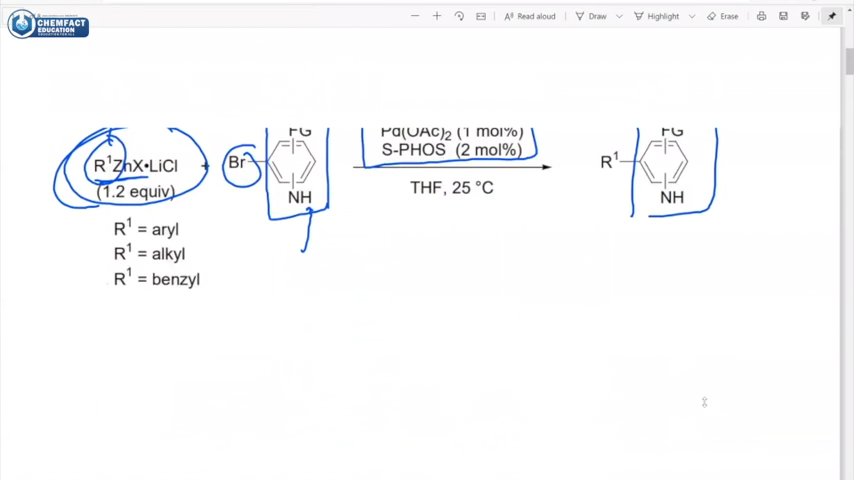 CHEMFACT
EDUCATION
Read aloud
Draw
Highlight
Erase
FG
Pd(OAc)2 (1 mol%)
FG
R1ZnX•LiCl + Br
S-PHOS (2 mol%)
R1
(1.2 equiv)
NH
THF, 25 °C
NH
R1 = aryl
R1 = alkyl
R1 = benzyl